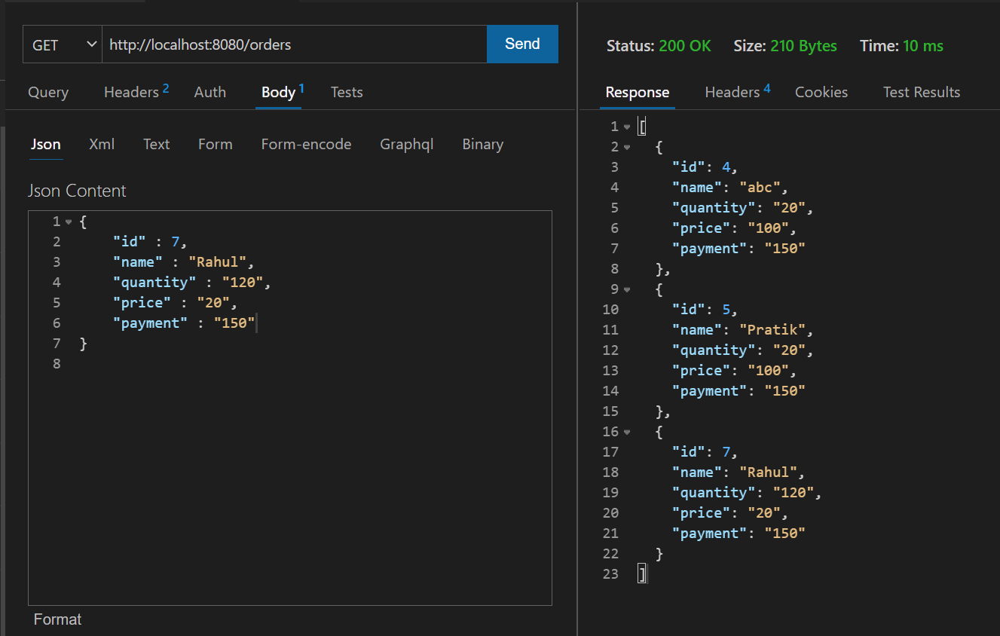 GET http://localhost:8080/orders Send
Query Headers 2 Auth Body 1 Tests
Json Xml Text Form Form-encode Graphql Binary
Json Content
1 {
2 "id" : 7,
3 "name" : "Rahul",
4 "quantity" : "120",
5 "price" : "20",
6 "payment" : "150"
7 }
8
Format
Status: 200 OK Size: 210 Bytes Time: 10 ms
Response Headers 4 Cookies Test Results
1 [
2 {
3 "id": 4,
4 "name": "abc",
5 "quantity": "20",
6 "price": "100",
7 "payment": "150"
8 },
9 {
10 "id": 5,
11 "name": "Pratik",
12 "quantity": "20",
13 "price": "100",
14 "payment": "150"
15 },
16 {
17 "id": 7,
18 "name": "Rahul",
19 "quantity": "120",
20 "price": "20",
21 "payment": "150"
22 }
23 ]